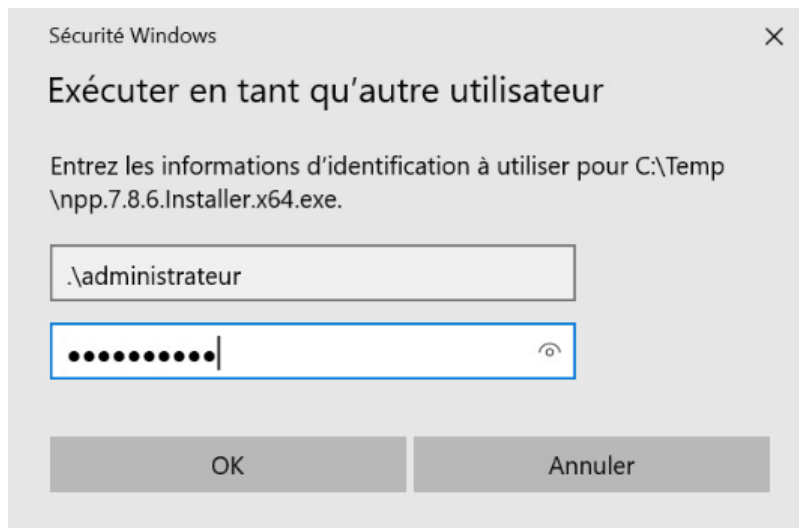 Sécurité Windows
Exécuter en tant qu'autre utilisateur
Entrez les informations d'identification à utiliser pour C:\Temp
\npp.7.8.6.Installer.x64.exe.
.\administrateur
●●●●●●●●●●
OK Annuler